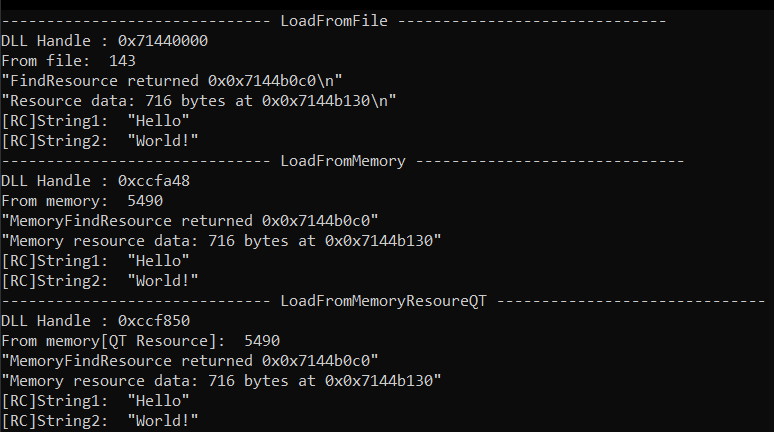 ------------------------------ LoadFromFile ------------------------------
DLL Handle : 0x71440000
From file:  143
"FindResource returned 0x0x7144b0c0\n"
"Resource data: 716 bytes at 0x0x7144b130\n"
[RC]String1:  "Hello"
[RC]String2:  "World!"
------------------------------ LoadFromMemory ------------------------------
DLL Handle : 0xccfa48
From memory:  5490
"MemoryFindResource returned 0x0x7144b0c0"
"Memory resource data: 716 bytes at 0x0x7144b130"
[RC]String1:  "Hello"
[RC]String2:  "World!"
------------------------------ LoadFromMemoryResoureQT ------------------------------
DLL Handle : 0xccf850
From memory[QT Resource]:  5490
"MemoryFindResource returned 0x0x7144b0c0"
"Memory resource data: 716 bytes at 0x0x7144b130"
[RC]String1:  "Hello"
[RC]String2:  "World!"